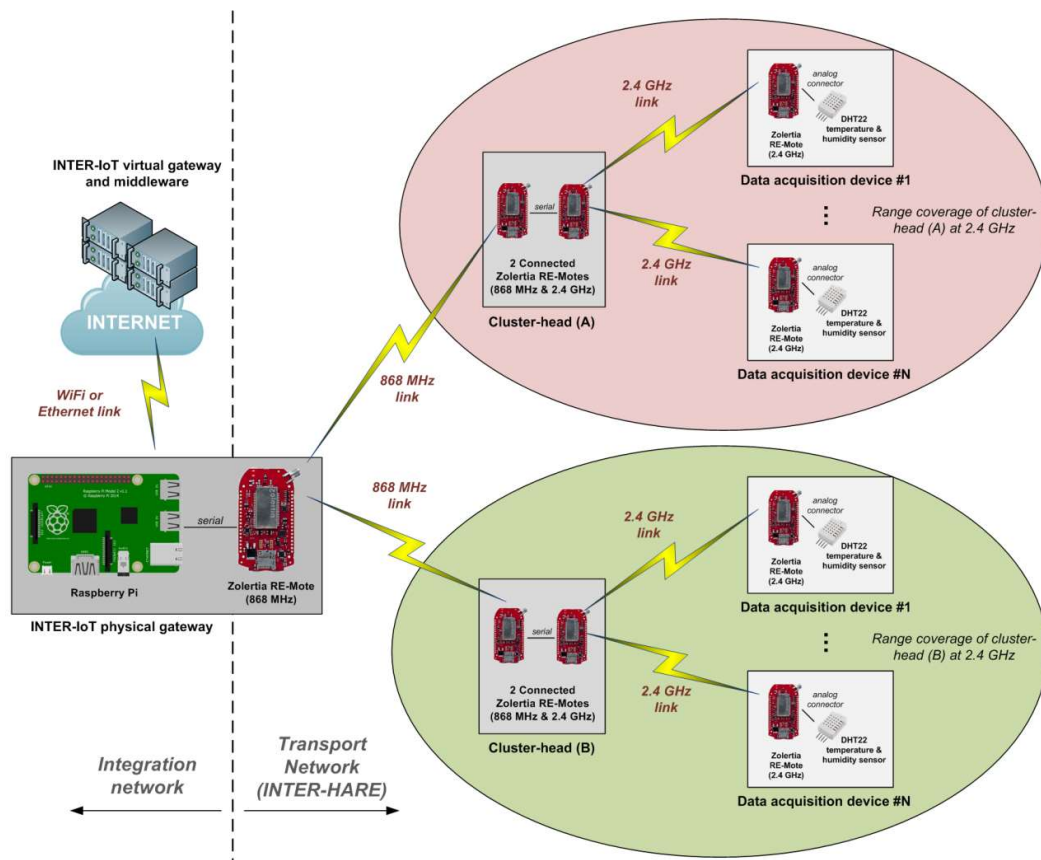 INTER-IoT virtual gateway
and middleware
INTERNET
WiFi or
Ethernet link
serial
Raspberry Pi
Zolertia RE-Mote
(868 MHz)
INTER-IoT physical gateway
Integration
network
Transport
Network
(INTER-HARE)
868 MHz
link
868 MHz
link
serial
2 Connected
Zolertia RE-Motes
(868 MHz & 2.4 GHz)
Cluster-head (A)
2.4 GHz
link
2.4 GHz
link
analog
connector
Zolertia
RE-Mote
(2.4 GHz)
DHT22
temperature &
humidity sensor
Data acquisition device #1
Range coverage of cluster-
head (A) at 2.4 GHz
analog
connector
Zolertia
RE-Mote
(2.4 GHz)
DHT22
temperature &
humidity sensor
Data acquisition device #N
serial
2 Connected
Zolertia RE-Motes
(868 MHz & 2.4 GHz)
Cluster-head (B)
2.4 GHz
link
2.4 GHz
link
analog
connector
Zolertia
RE-Mote
(2.4 GHz)
DHT22
temperature &
humidity sensor
Data acquisition device #1
Range coverage of cluster-
head (B) at 2.4 GHz
analog
connector
Zolertia
RE-Mote
(2.4 GHz)
DHT22
temperature &
humidity sensor
Data acquisition device #N